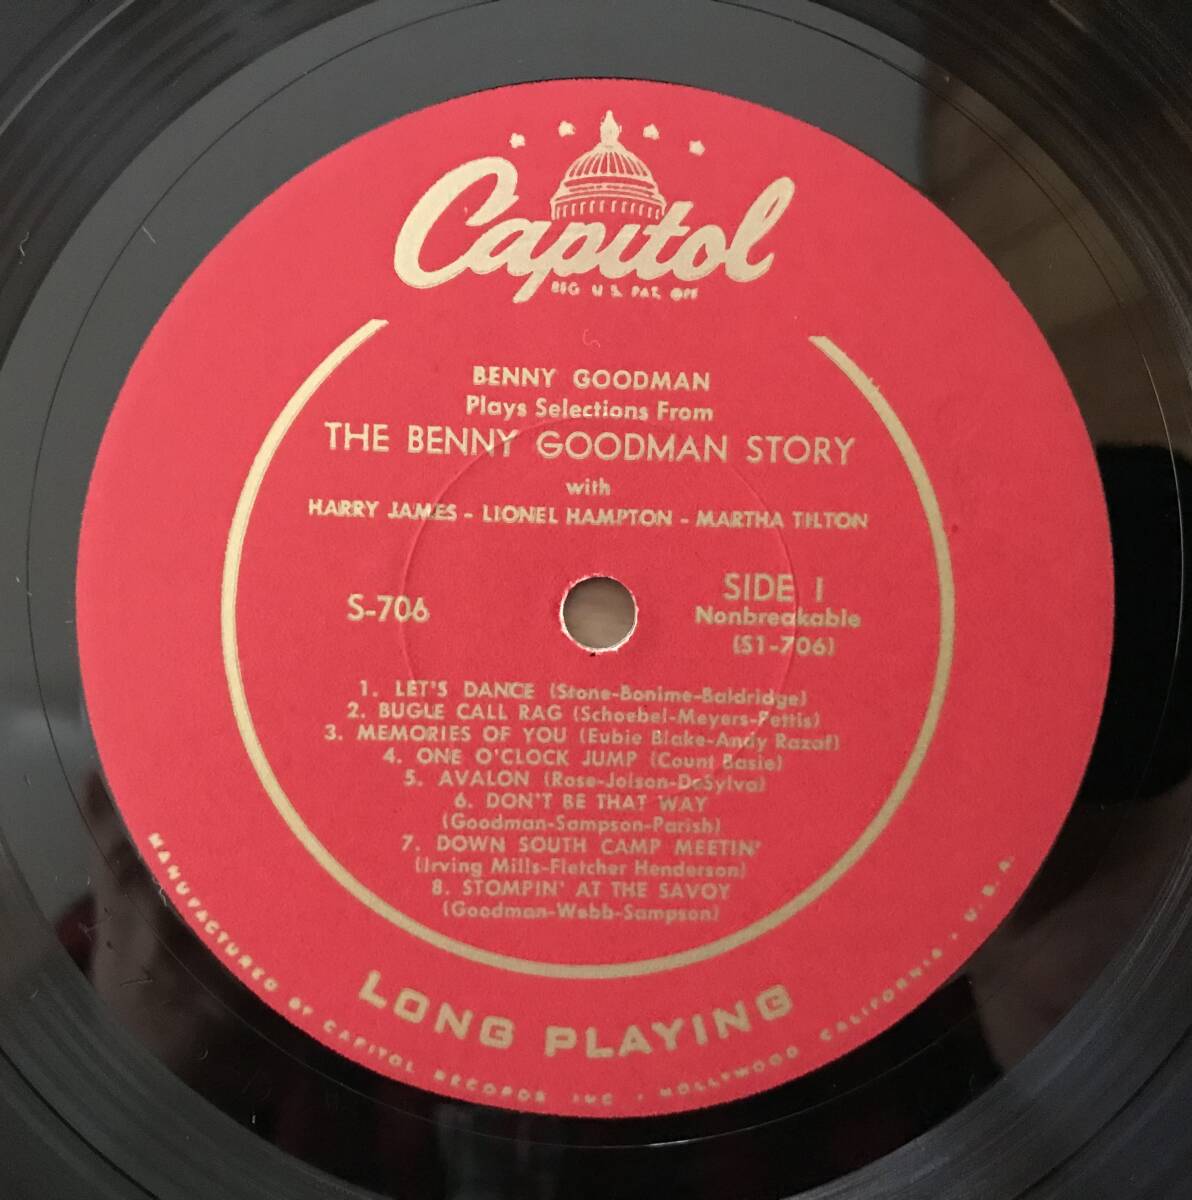 Capitol
REG. U.S. PAT. OFF.
BENNY GOODMAN
Plays Selections From
THE BENNY GOODMAN STORY
with
HARRY JAMES - LIONEL HAMPTON - MARTHA TILTON
S-706
SIDE 1
Nonbreakable
(S1-706)
1. LET'S DANCE (Stone-Bonime-Baldridge)
2. BUGLE CALL RAG (Schoebel-Meyers-Pettis)
3. MEMORIES OF YOU (Eubie Blake-Andy Razaf)
4. ONE O'CLOCK JUMP (Count Basie)
5. AVALON (Rose-Jolson-DeSylva)
6. DON'T BE THAT WAY
(Goodman-Sampson-Parish)
7. DOWN SOUTH CAMP MEETIN'
(Irving Mills-Fletcher Henderson)
8. STOMPIN' AT THE SAVOY
(Goodman-Webb-Sampson)
LONG PLAYING
MANUFACTURED BY CAPITOL RECORDS INC • HOLLYWOOD CALIFORNIA • U.S.A.